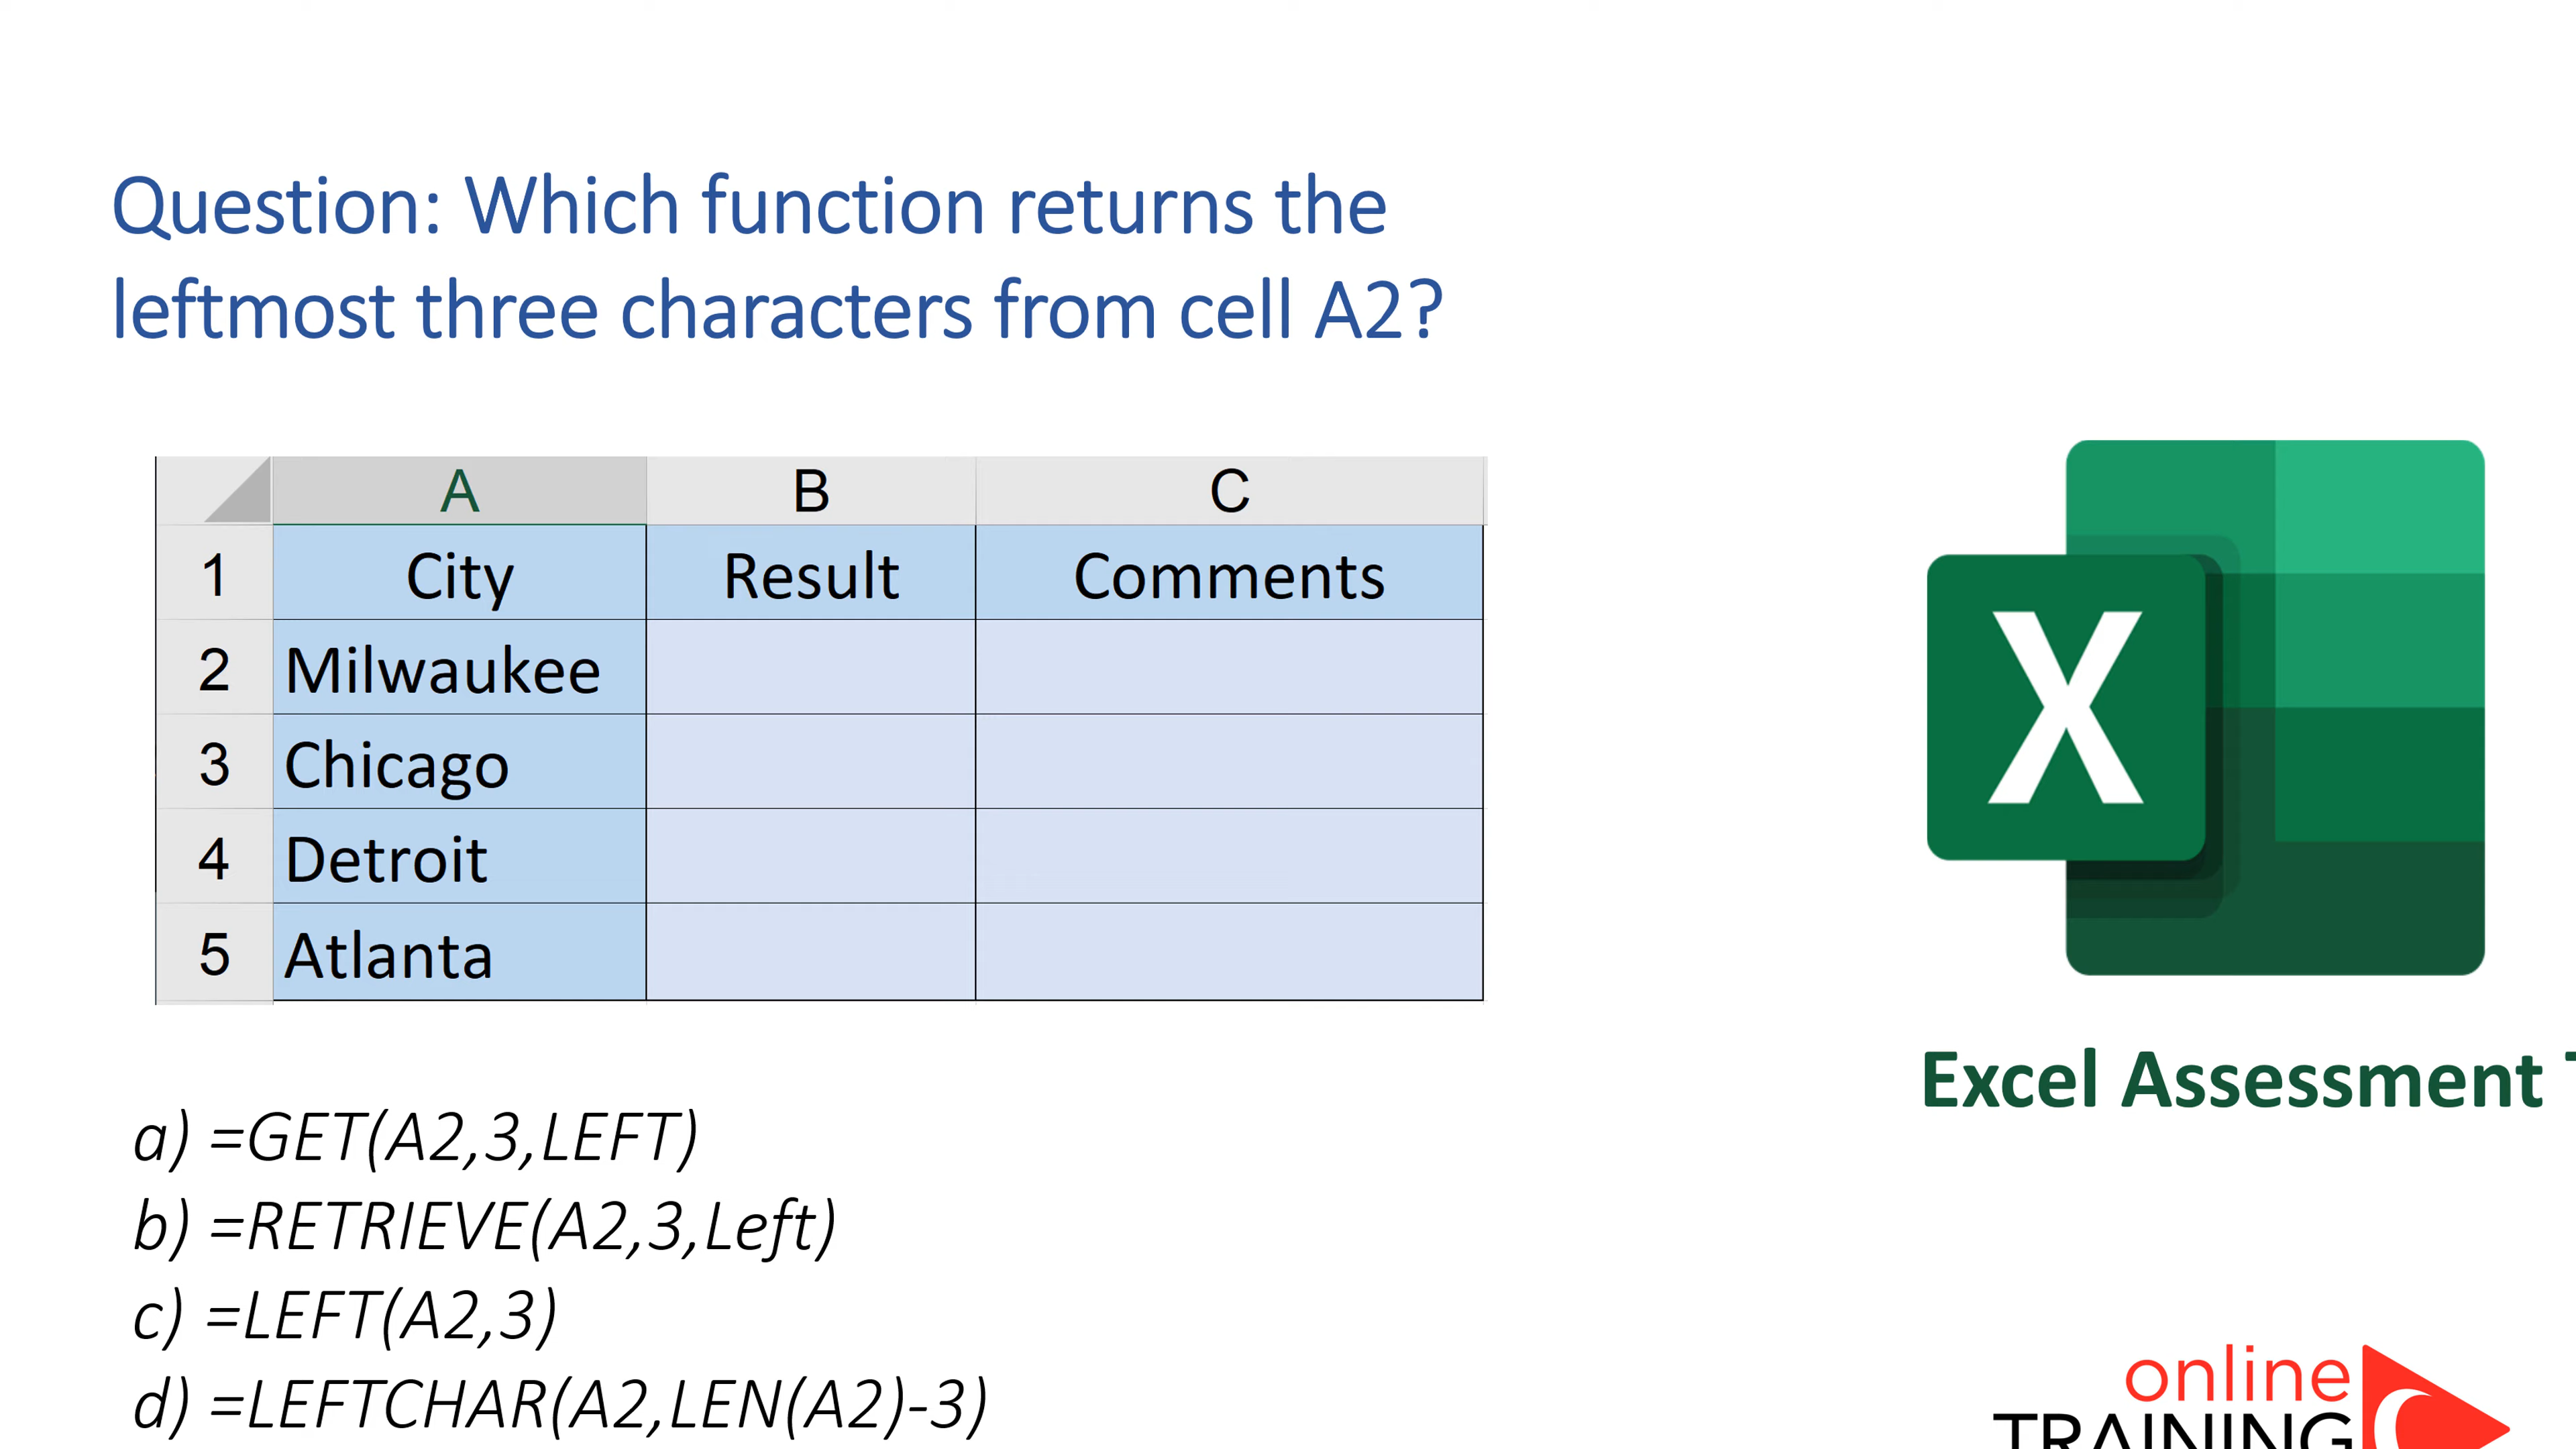 Question: Which function returns the
leftmost three characters from cell A2?
A B C
1 City Result Comments
2 Milwaukee
3 Chicago
4 Detroit
5 Atlanta
X
Excel Assessment T
a) =GET(A2,3,LEFT)
b) =RETRIEVE(A2,3,Left)
c) =LEFT(A2,3)
d) =LEFTCHAR(A2,LEN(A2)-3)
online
TRAINING